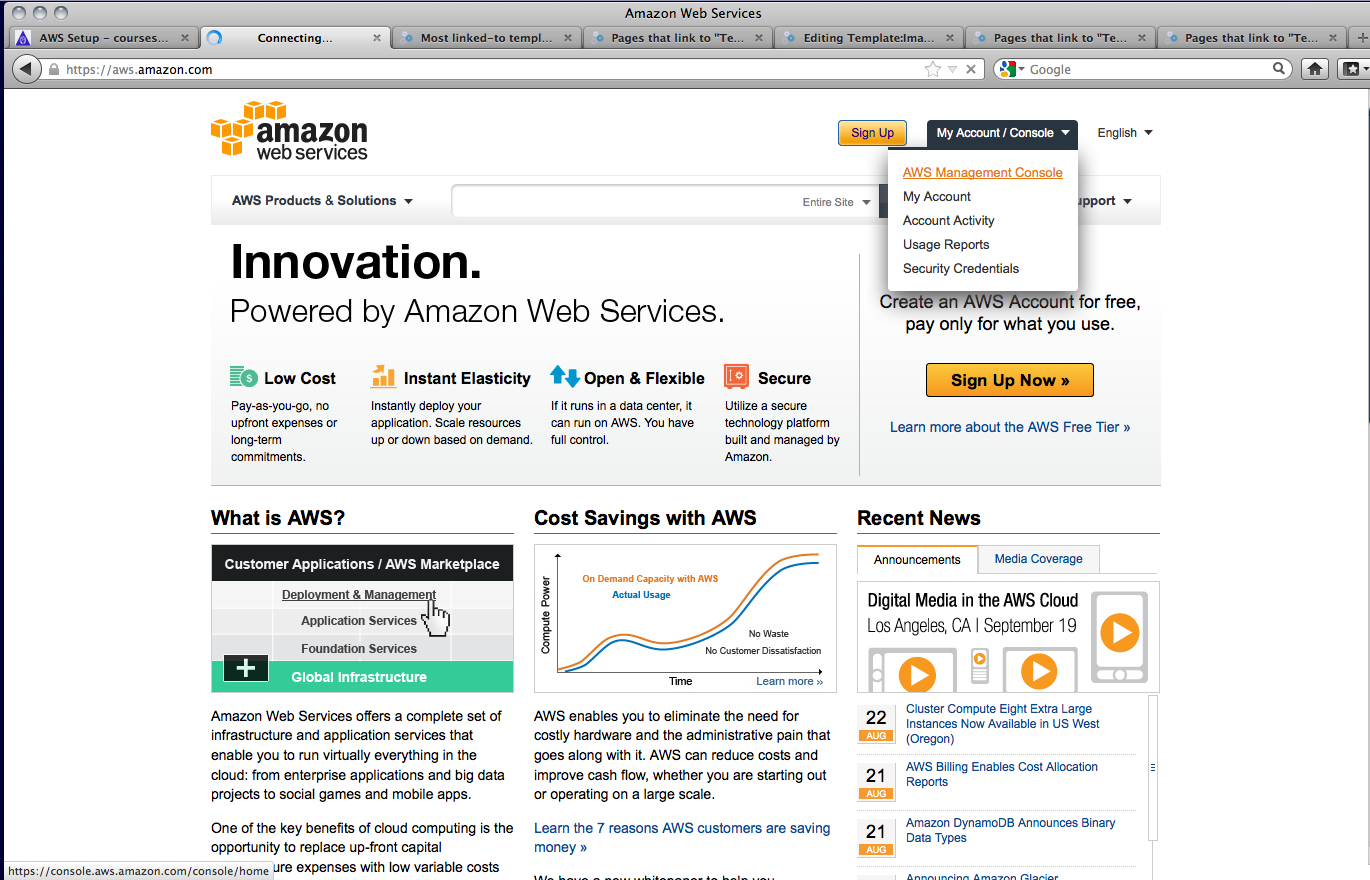 Amazon Web Services
AWS Setup – courses...
Connecting...
Most linked-to templ...
Pages that link to "Te...
Editing Template:Ima...
Pages that link to "Te...
Pages that link to "Te...
https://aws.amazon.com
Google
amazon
web services
Sign Up
My Account / Console
English
AWS Management Console
My Account
Account Activity
Usage Reports
Security Credentials
AWS Products & Solutions
Entire Site
upport
Innovation.
Powered by Amazon Web Services.
Create an AWS Account for free,
pay only for what you use.
Sign Up Now »
Learn more about the AWS Free Tier »
Low Cost
Pay-as-you-go, no
upfront expenses or
long-term
commitments.
Instant Elasticity
Instantly deploy your
application. Scale resources
up or down based on demand.
Open & Flexible
If it runs in a data center, it
can run on AWS. You have
full control.
Secure
Utilize a secure
technology platform
built and managed by
Amazon.
What is AWS?
Customer Applications / AWS Marketplace
Deployment & Management
Application Services
Foundation Services
Global Infrastructure
Amazon Web Services offers a complete set of
infrastructure and application services that
enable you to run virtually everything in the
cloud: from enterprise applications and big data
projects to social games and mobile apps.
One of the key benefits of cloud computing is the
opportunity to replace up-front capital
ure expenses with low variable costs
Cost Savings with AWS
Compute Power
On Demand Capacity with AWS
Actual Usage
No Waste
No Customer Dissatisfaction
Time
Learn more »
AWS enables you to eliminate the need for
costly hardware and the administrative pain that
goes along with it. AWS can reduce costs and
improve cash flow, whether you are starting out
or operating on a large scale.
Learn the 7 reasons AWS customers are saving
money »
We have a new whitepaper to help you
Recent News
Announcements
Media Coverage
Digital Media in the AWS Cloud
Los Angeles, CA | September 19
22
AUG
Cluster Compute Eight Extra Large
Instances Now Available in US West
(Oregon)
21
AUG
AWS Billing Enables Cost Allocation
Reports
21
AUG
Amazon DynamoDB Announces Binary
Data Types
Announcing Amazon Glacier
https://console.aws.amazon.com/console/home